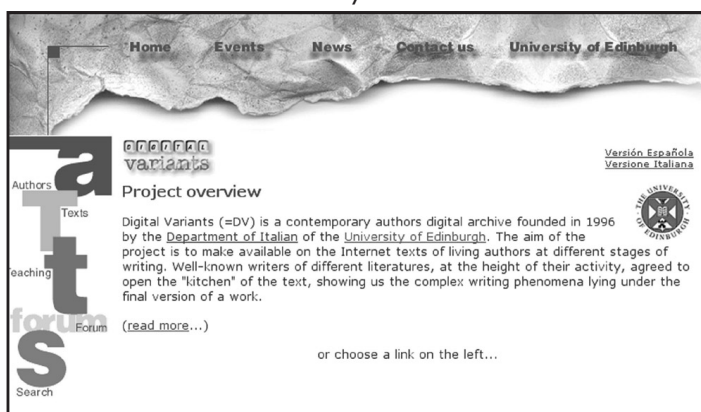 Home Events News Contact us University of Edinburgh
DIGITAL
variants
Versión Española
Versione Italiana
Project overview
THE UNIVERSITY OF EDINBURGH
Digital Variants (=DV) is a contemporary authors digital archive founded in 1996
by the Department of Italian of the University of Edinburgh. The aim of the
project is to make available on the Internet texts of living authors at different stages of
writing. Well-known writers of different literatures, at the height of their activity, agreed to
open the "kitchen" of the text, showing us the complex writing phenomena lying under the
final version of a work.
(read more...)
or choose a link on the left...
a
Authors
T
Texts
Teaching
t
forum
Forum
s
Search